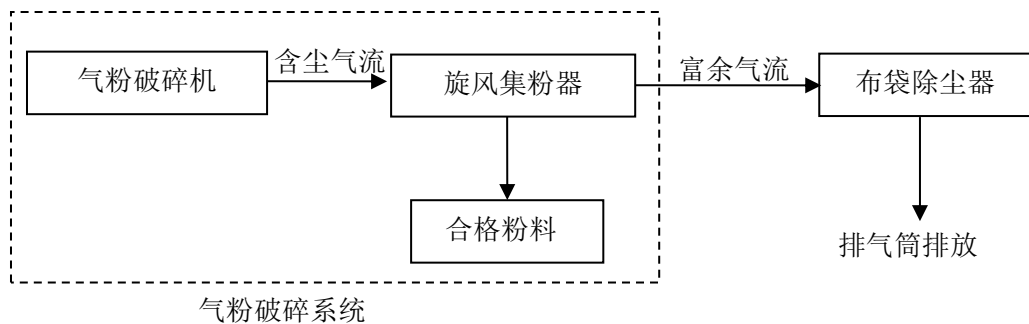 气粉破碎机
含尘气流
旋风集粉器
富余气流
布袋除尘器
合格粉料
排气筒排放
气粉破碎系统